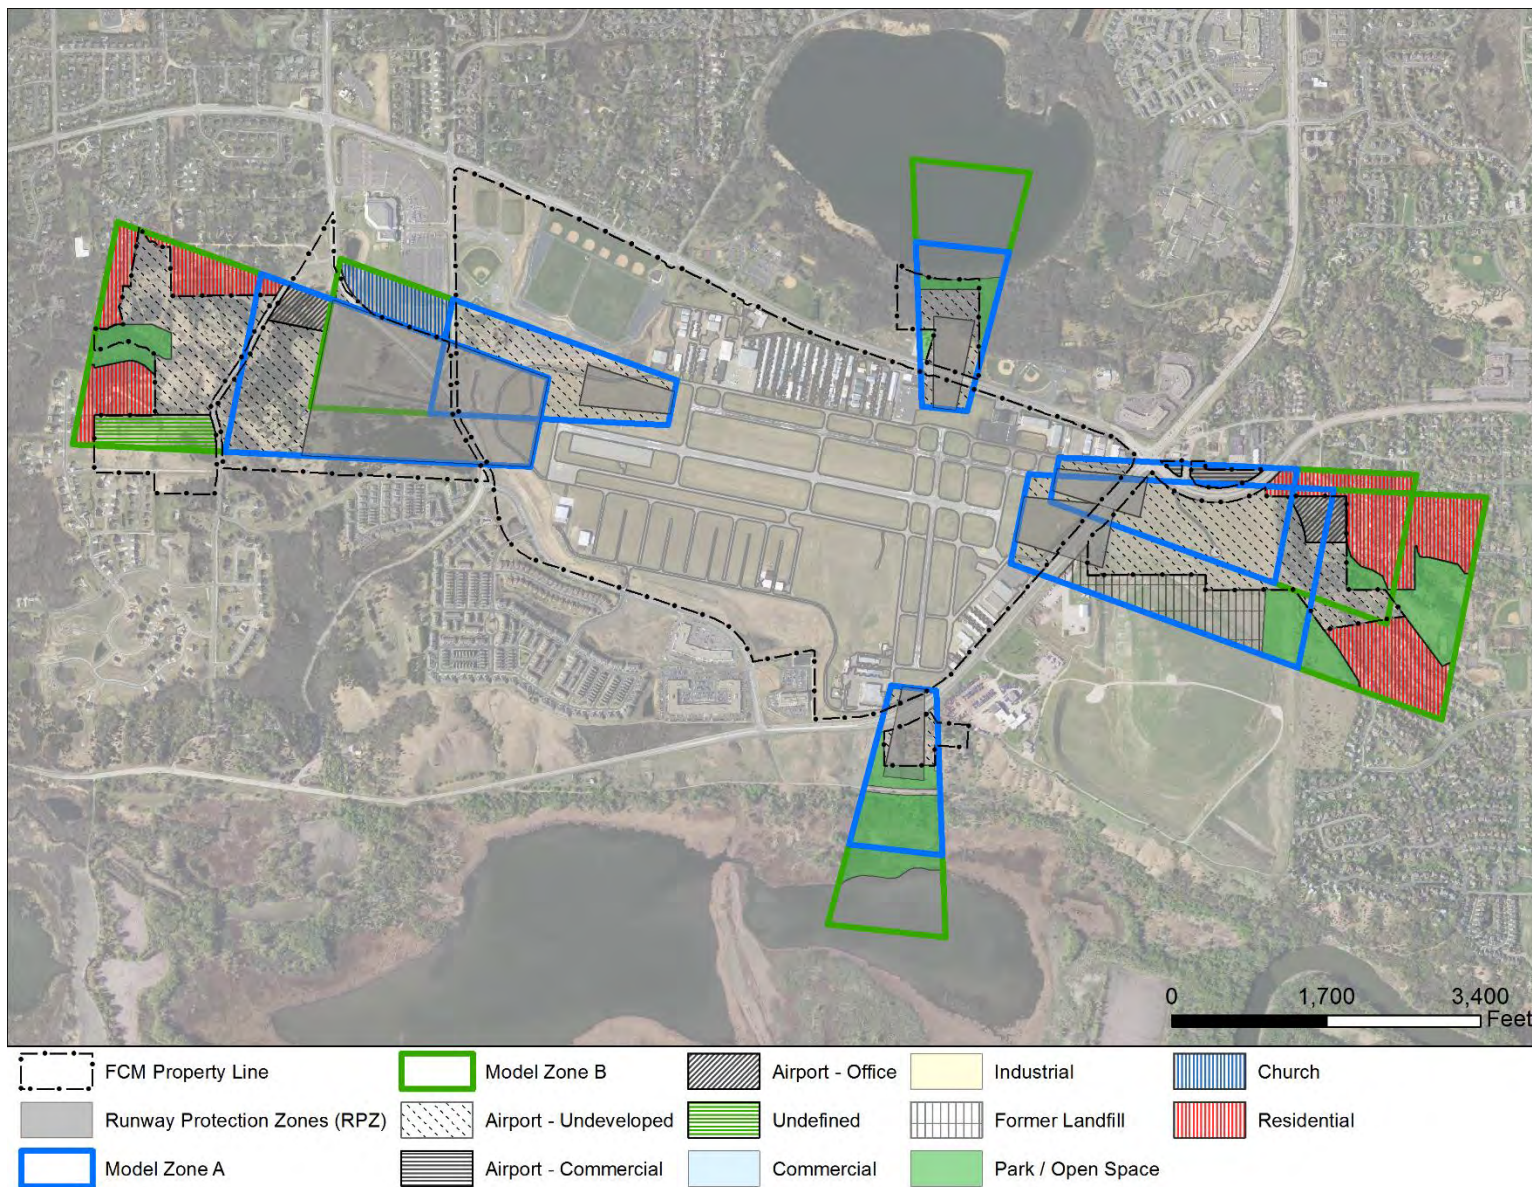 0 1,700 3,400
Feet
FCM Property Line Model Zone B Airport - Office Industrial Church
Runway Protection Zones (RPZ) Airport - Undeveloped Undefined Former Landfill Residential
Model Zone A Airport - Commercial Commercial Park / Open Space